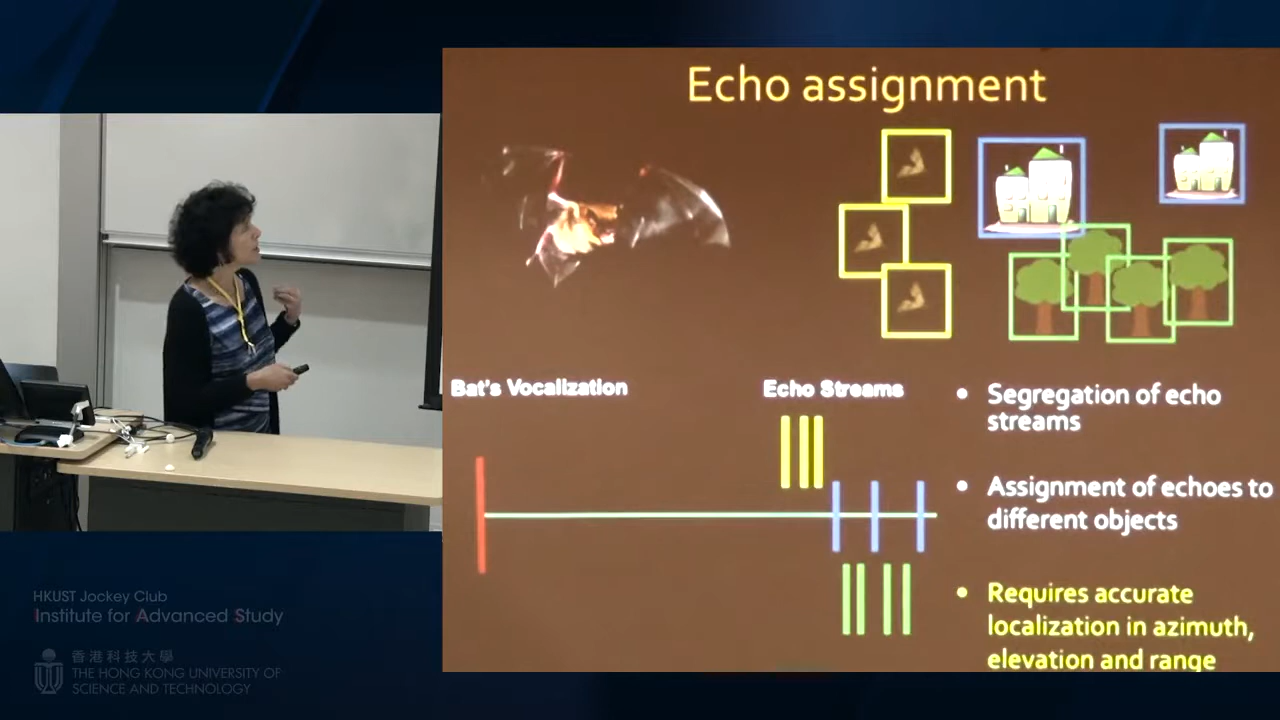 Echo assignment
Bat's Vocalization
Echo Streams
• Segregation of echo
streams
• Assignment of echoes to
different objects
• Requires accurate
localization in azimuth,
elevation and range
HKUST Jockey Club
Institute for Advanced Study
香港科技大學
THE HONG KONG UNIVERSITY OF
SCIENCE AND TECHNOLOGY